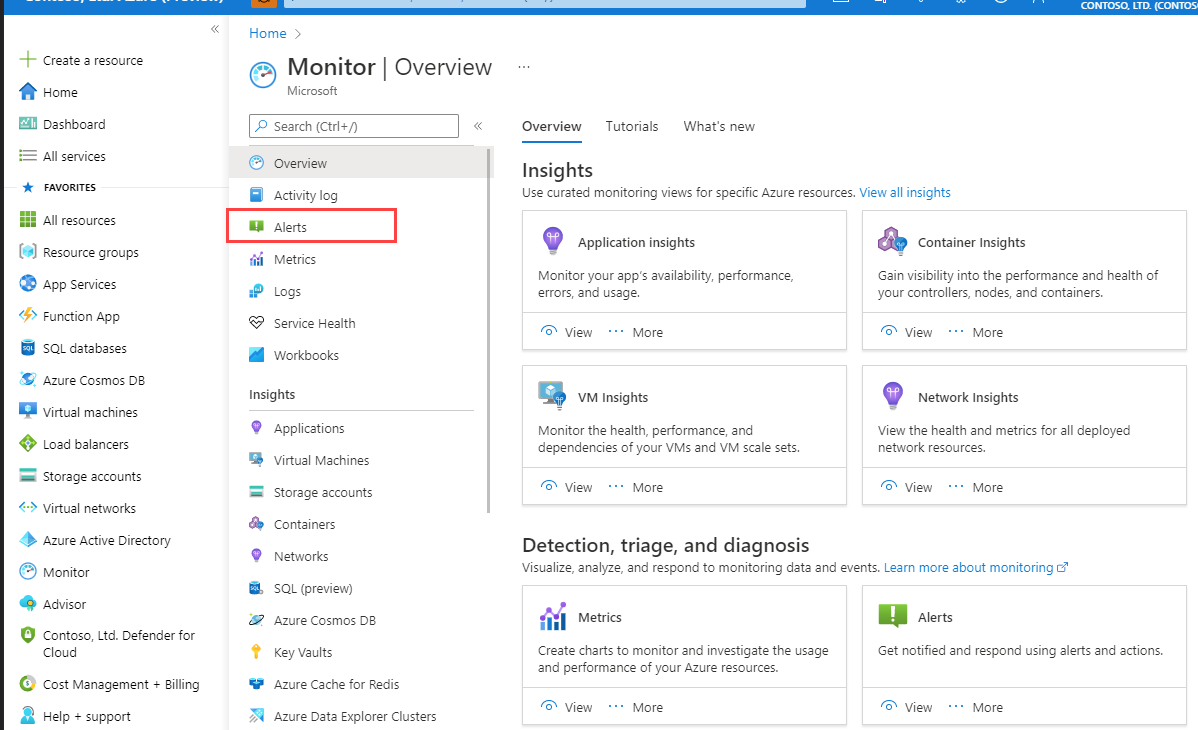 Contoso, Ltd. Azure (Preview)
CONTOSO, LTD. (CONTOS
Create a resource
Home
Dashboard
All services
FAVORITES
All resources
Resource groups
App Services
Function App
SQL databases
Azure Cosmos DB
Virtual machines
Load balancers
Storage accounts
Virtual networks
Azure Active Directory
Monitor
Advisor
Contoso, Ltd. Defender for
Cloud
Cost Management + Billing
Help + support
Home
Monitor | Overview
Microsoft
Search (Ctrl+/)
Overview
Activity log
Alerts
Metrics
Logs
Service Health
Workbooks
Insights
Applications
Virtual Machines
Storage accounts
Containers
Networks
SQL (preview)
Azure Cosmos DB
Key Vaults
Azure Cache for Redis
Azure Data Explorer Clusters
Overview Tutorials What's new
Insights
Use curated monitoring views for specific Azure resources. View all insights
Application insights
Monitor your app's availability, performance,
errors, and usage.
View ··· More
Container Insights
Gain visibility into the performance and health of
your controllers, nodes, and containers.
View ··· More
VM Insights
Monitor the health, performance, and
dependencies of your VMs and VM scale sets.
View ··· More
Network Insights
View the health and metrics for all deployed
network resources.
View ··· More
Detection, triage, and diagnosis
Visualize, analyze, and respond to monitoring data and events. Learn more about monitoring
Metrics
Create charts to monitor and investigate the usage
and performance of your Azure resources.
View ··· More
Alerts
Get notified and respond using alerts and actions.
View ··· More